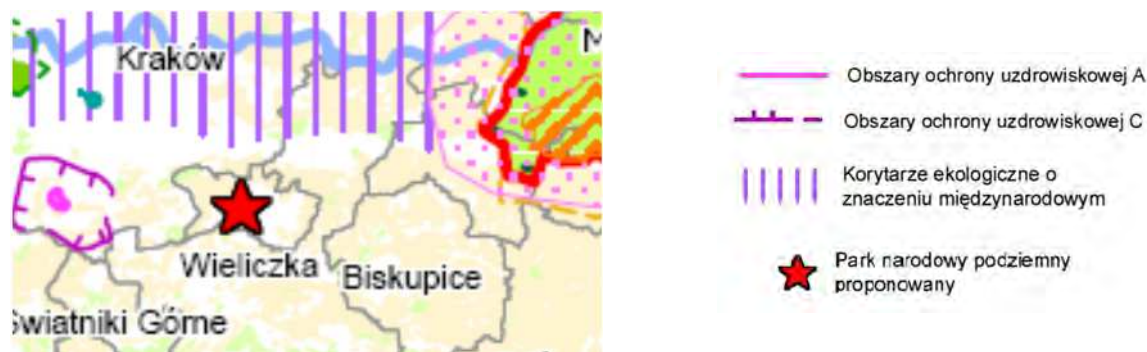 M
Kraków
Wieliczka
Biskupice
Świątniki Górne
Obszary ochrony uzdrowiskowej A
Obszary ochrony uzdrowiskowej C
Korytarze ekologiczne o
znaczeniu międzynarodowym
Park narodowy podziemny
proponowany